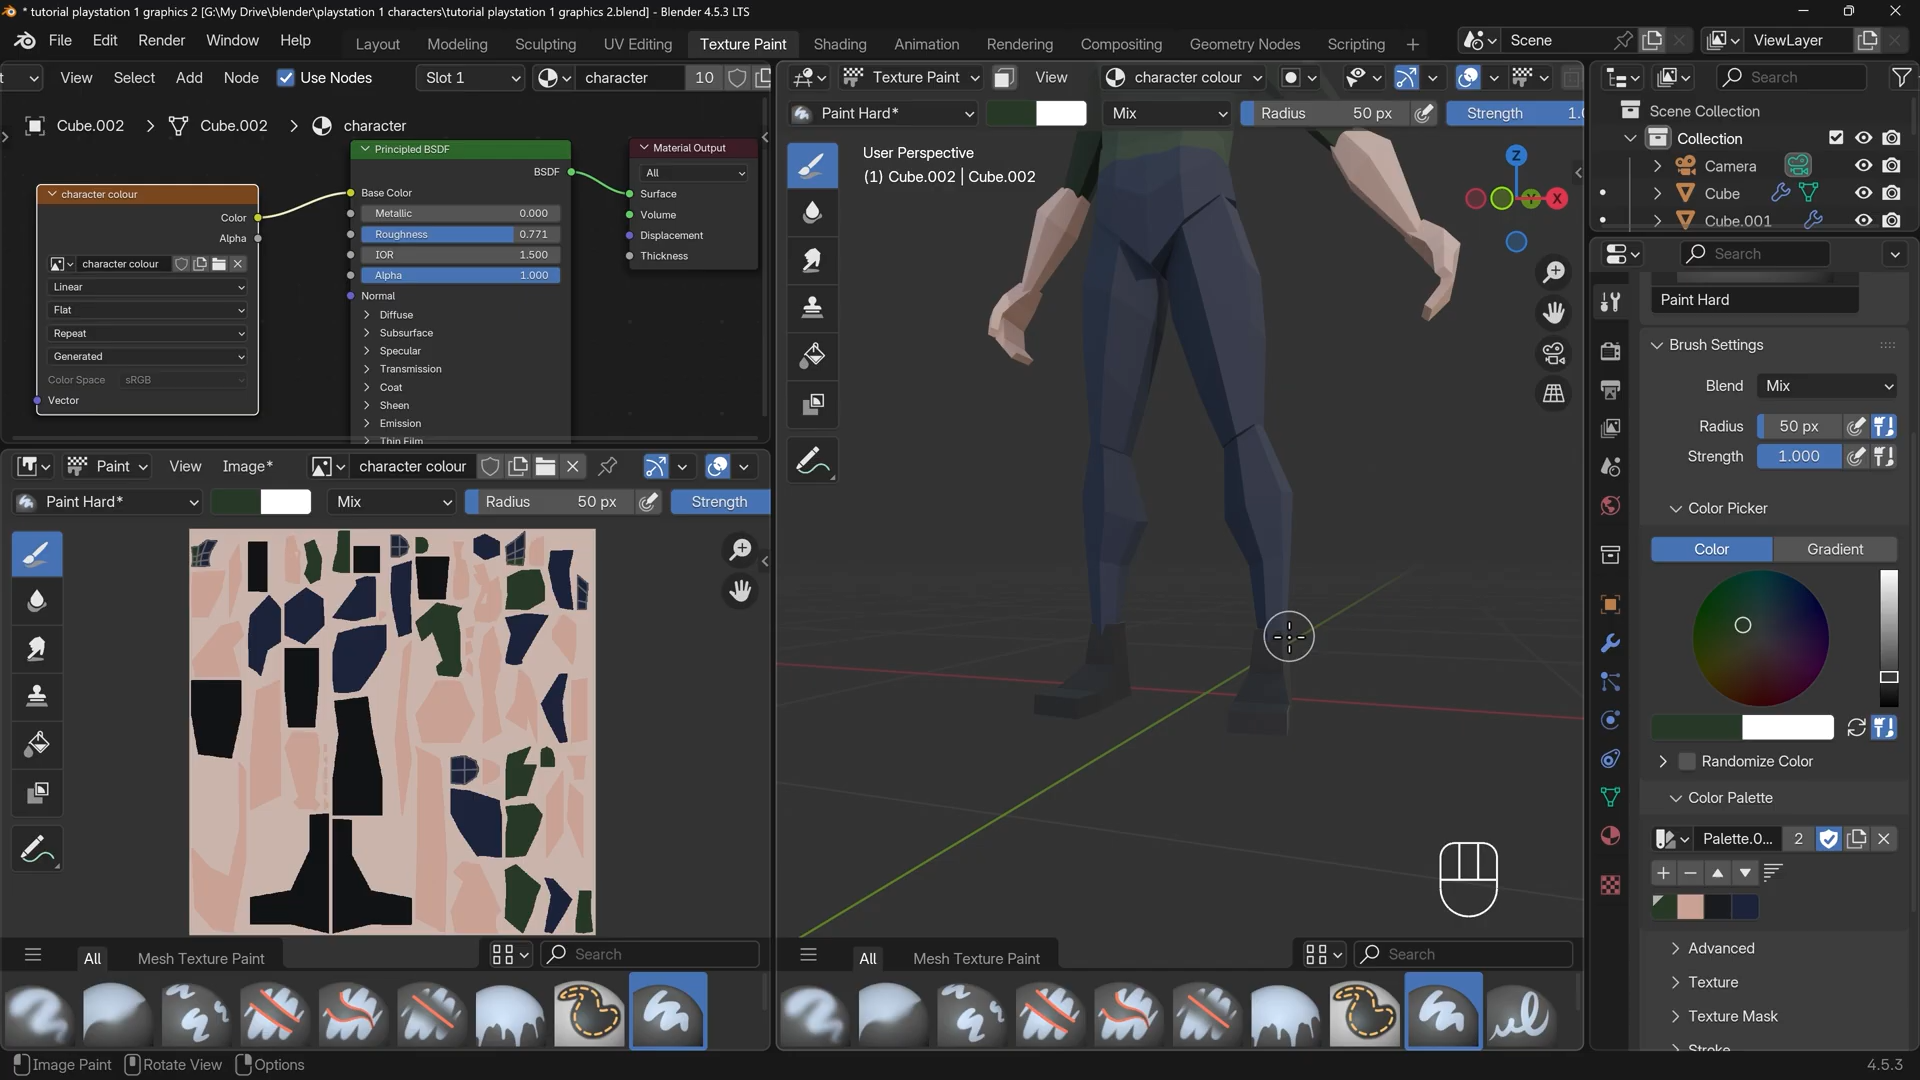 * tutorial playstation 1 graphics 2 [G:\My Drive\blender\playstation 1 characters\tutorial playstation 1 graphics 2.blend] - Blender 4.5.3 LTS
File Edit Render Window Help Layout Modeling Sculpting UV Editing Texture Paint Shading Animation Rendering Compositing Geometry Nodes Scripting + Scene ViewLayer
View Select Add Node Use Nodes Slot 1 character 10
Texture Paint View character colour
Search
Paint Hard* Mix Radius 50 px Strength 1.0
Scene Collection
Collection
Camera
Cube
Cube.001
Cube.002 > Cube.002 > character
Principled BSDF
BSDF
Base Color
Metallic 0.000
Roughness 0.771
IOR 1.500
Alpha 1.000
Normal
Diffuse
Subsurface
Specular
Transmission
Coat
Sheen
Emission
Thin Film
Material Output
All
Surface
Volume
Displacement
Thickness
character colour
Color
Alpha
character colour
Linear
Flat
Repeat
Generated
Color Space sRGB
Vector
User Perspective
(1) Cube.002 | Cube.002
Z
Y
X
Search
Paint Hard
Brush Settings
Blend Mix
Radius 50 px
Strength 1.000
Color Picker
Color Gradient
Randomize Color
Color Palette
Palette.0... 2
Advanced
Texture
Texture Mask
Stroke
Paint View Image* character colour
Paint Hard* Mix Radius 50 px Strength
All Mesh Texture Paint Search
All Mesh Texture Paint Search
Image Paint Rotate View Options
4.5.3